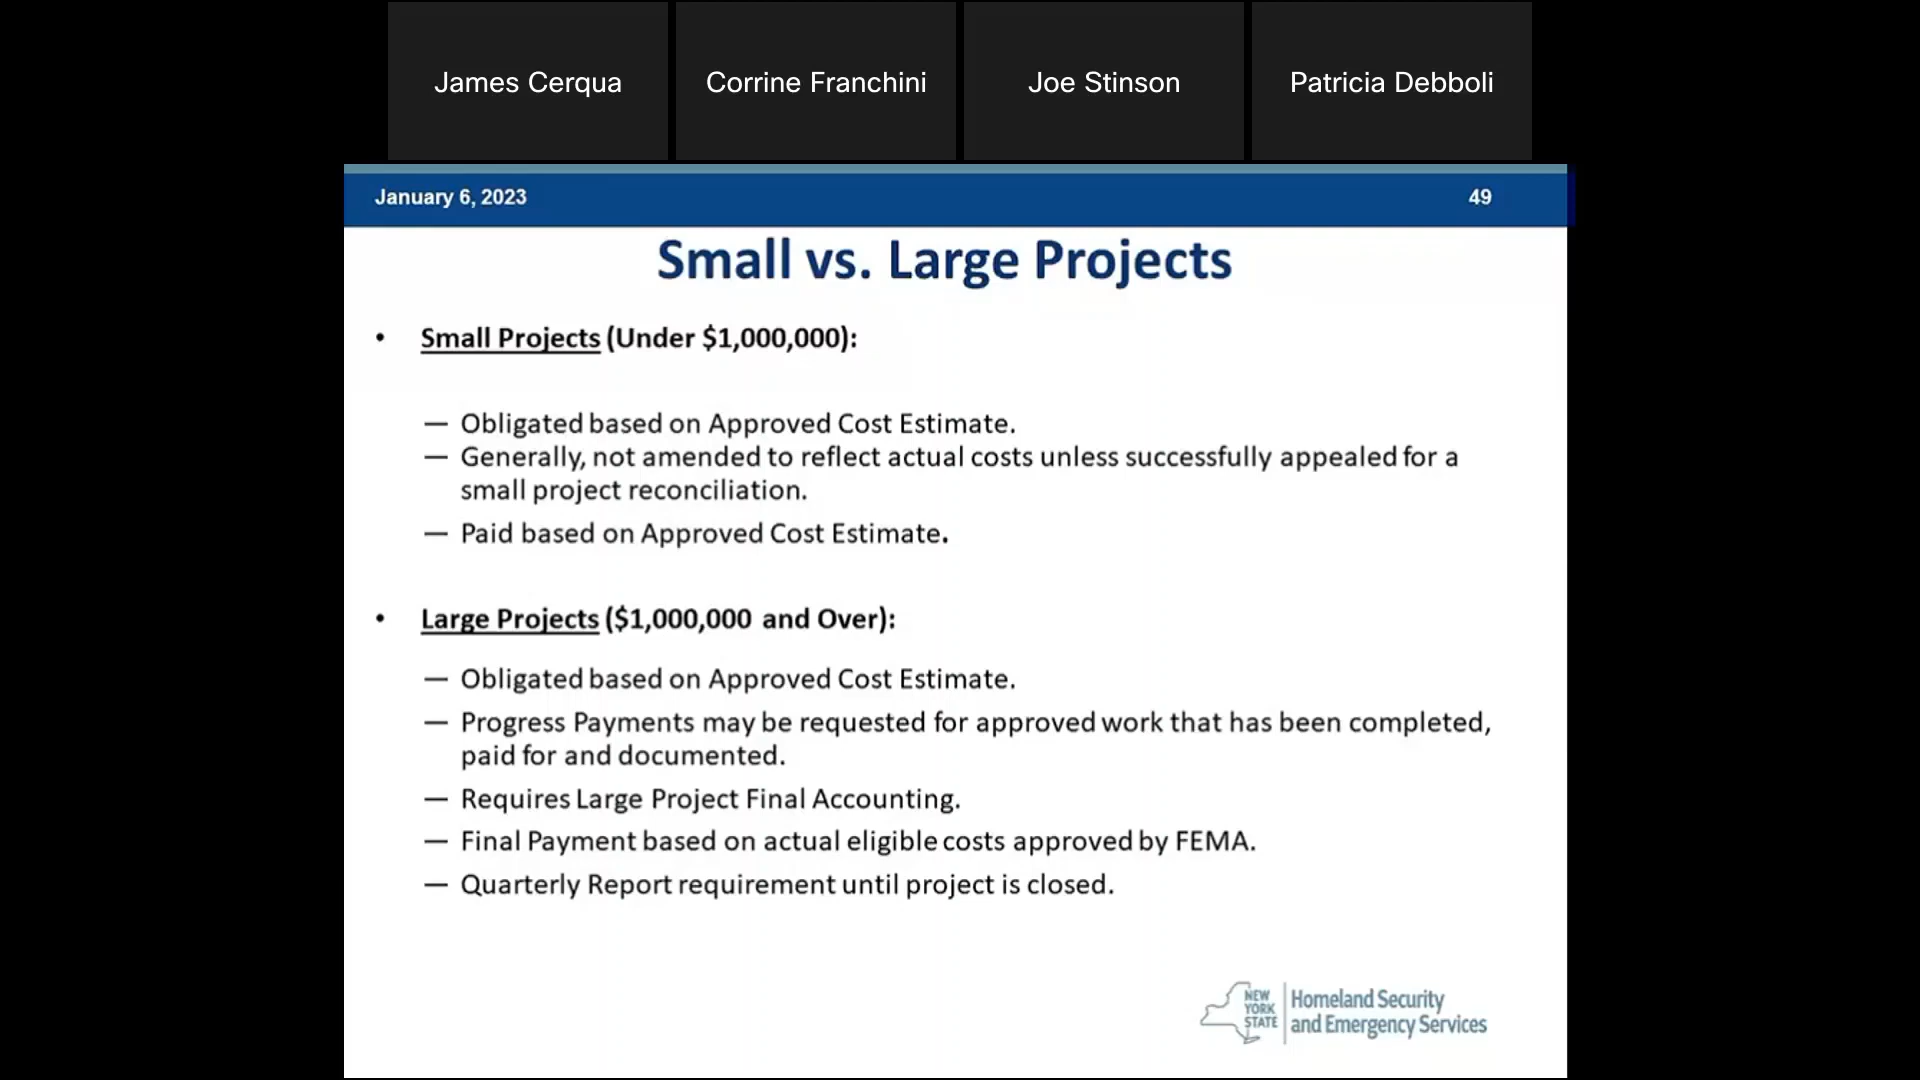 James Cerqua
Corrine Franchini
Joe Stinson
Patricia Debboli
January 6, 2023
49
Small vs. Large Projects
• Small Projects (Under $1,000,000):
— Obligated based on Approved Cost Estimate.
— Generally, not amended to reflect actual costs unless successfully appealed for a
small project reconciliation.
— Paid based on Approved Cost Estimate.
• Large Projects ($1,000,000 and Over):
— Obligated based on Approved Cost Estimate.
— Progress Payments may be requested for approved work that has been completed,
paid for and documented.
— Requires Large Project Final Accounting.
— Final Payment based on actual eligible costs approved by FEMA.
— Quarterly Report requirement until project is closed.
NEW
YORK
STATE
Homeland Security
and Emergency Services